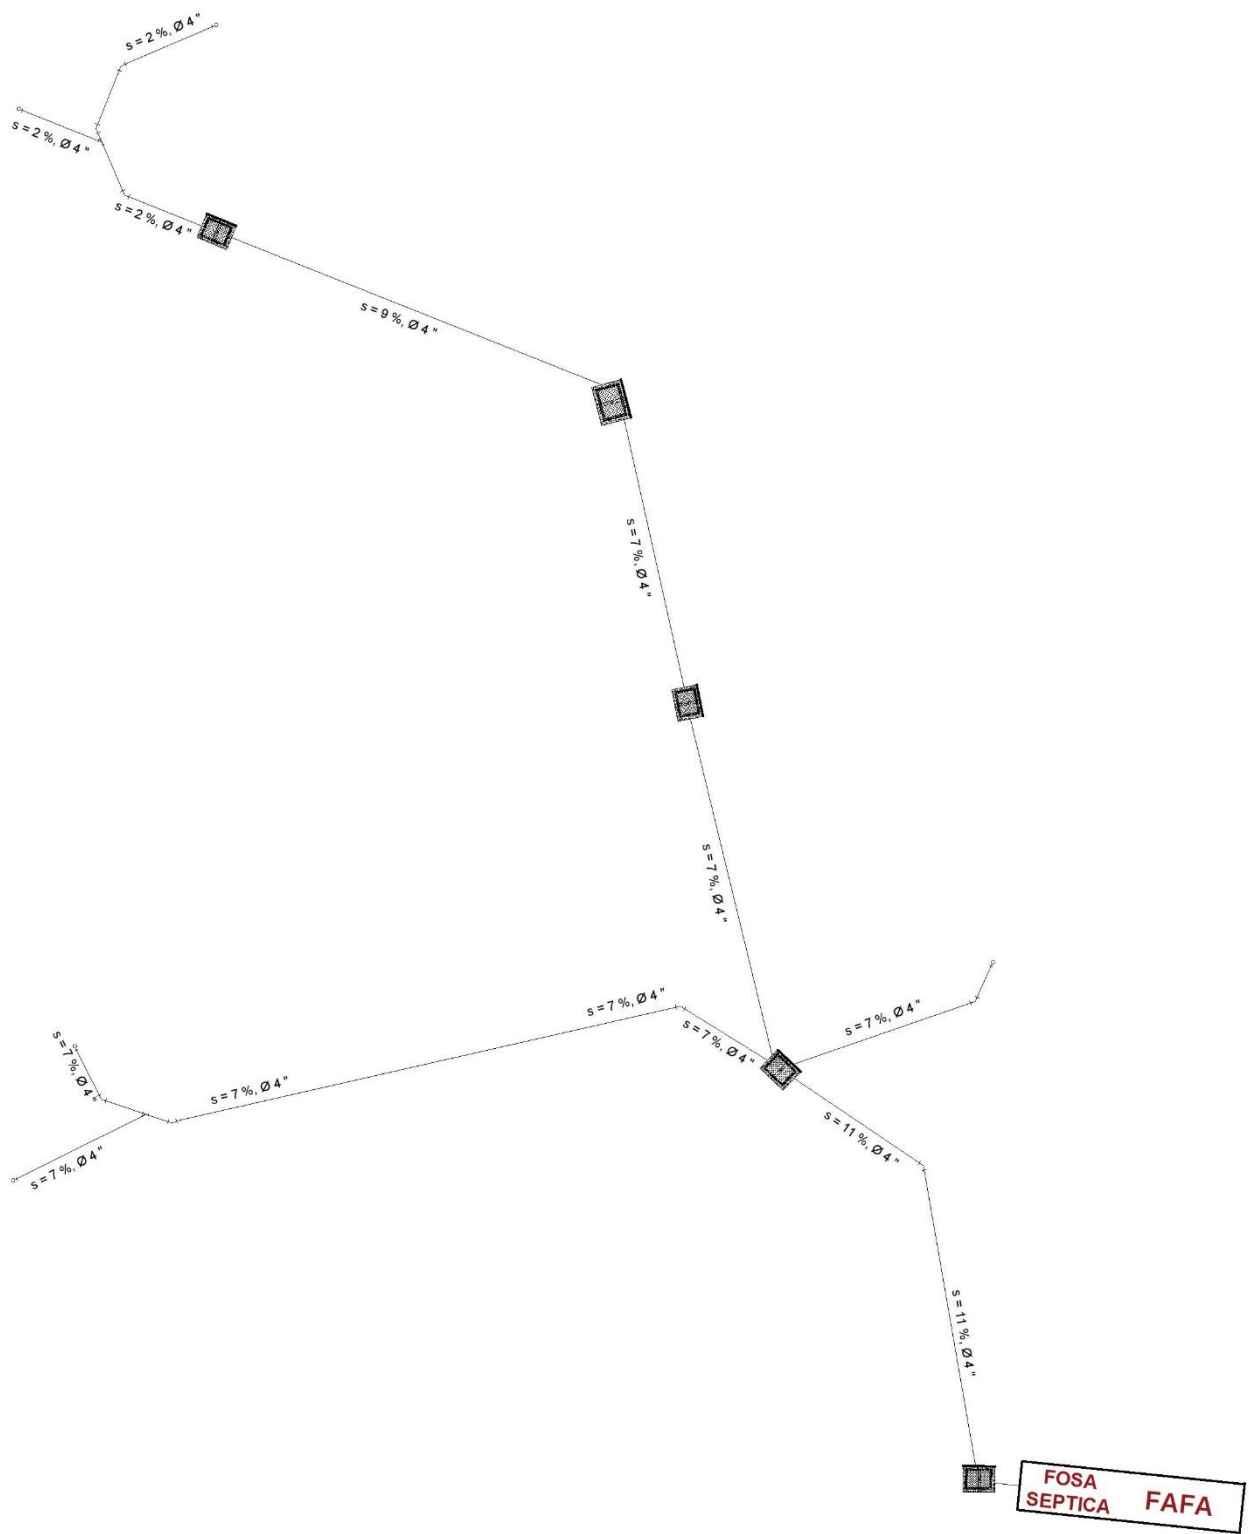 s = 2 %, Ø 4 "
s = 2 %, Ø 4 "
s = 2 %, Ø 4 "
s = 9 %, Ø 4 "
s = 7 %, Ø 4 "
s = 7 %, Ø 4 "
s = 7 %, Ø 4 "
s = 7 %, Ø 4 "
s = 7 %, Ø 4 "
s = 7 %, Ø 4 "
s = 7 %, Ø 4 "
s = 7 %, Ø 4 "
s = 11 %, Ø 4 "
s = 11 %, Ø 4 "
FOSA
SEPTICA
FAFA